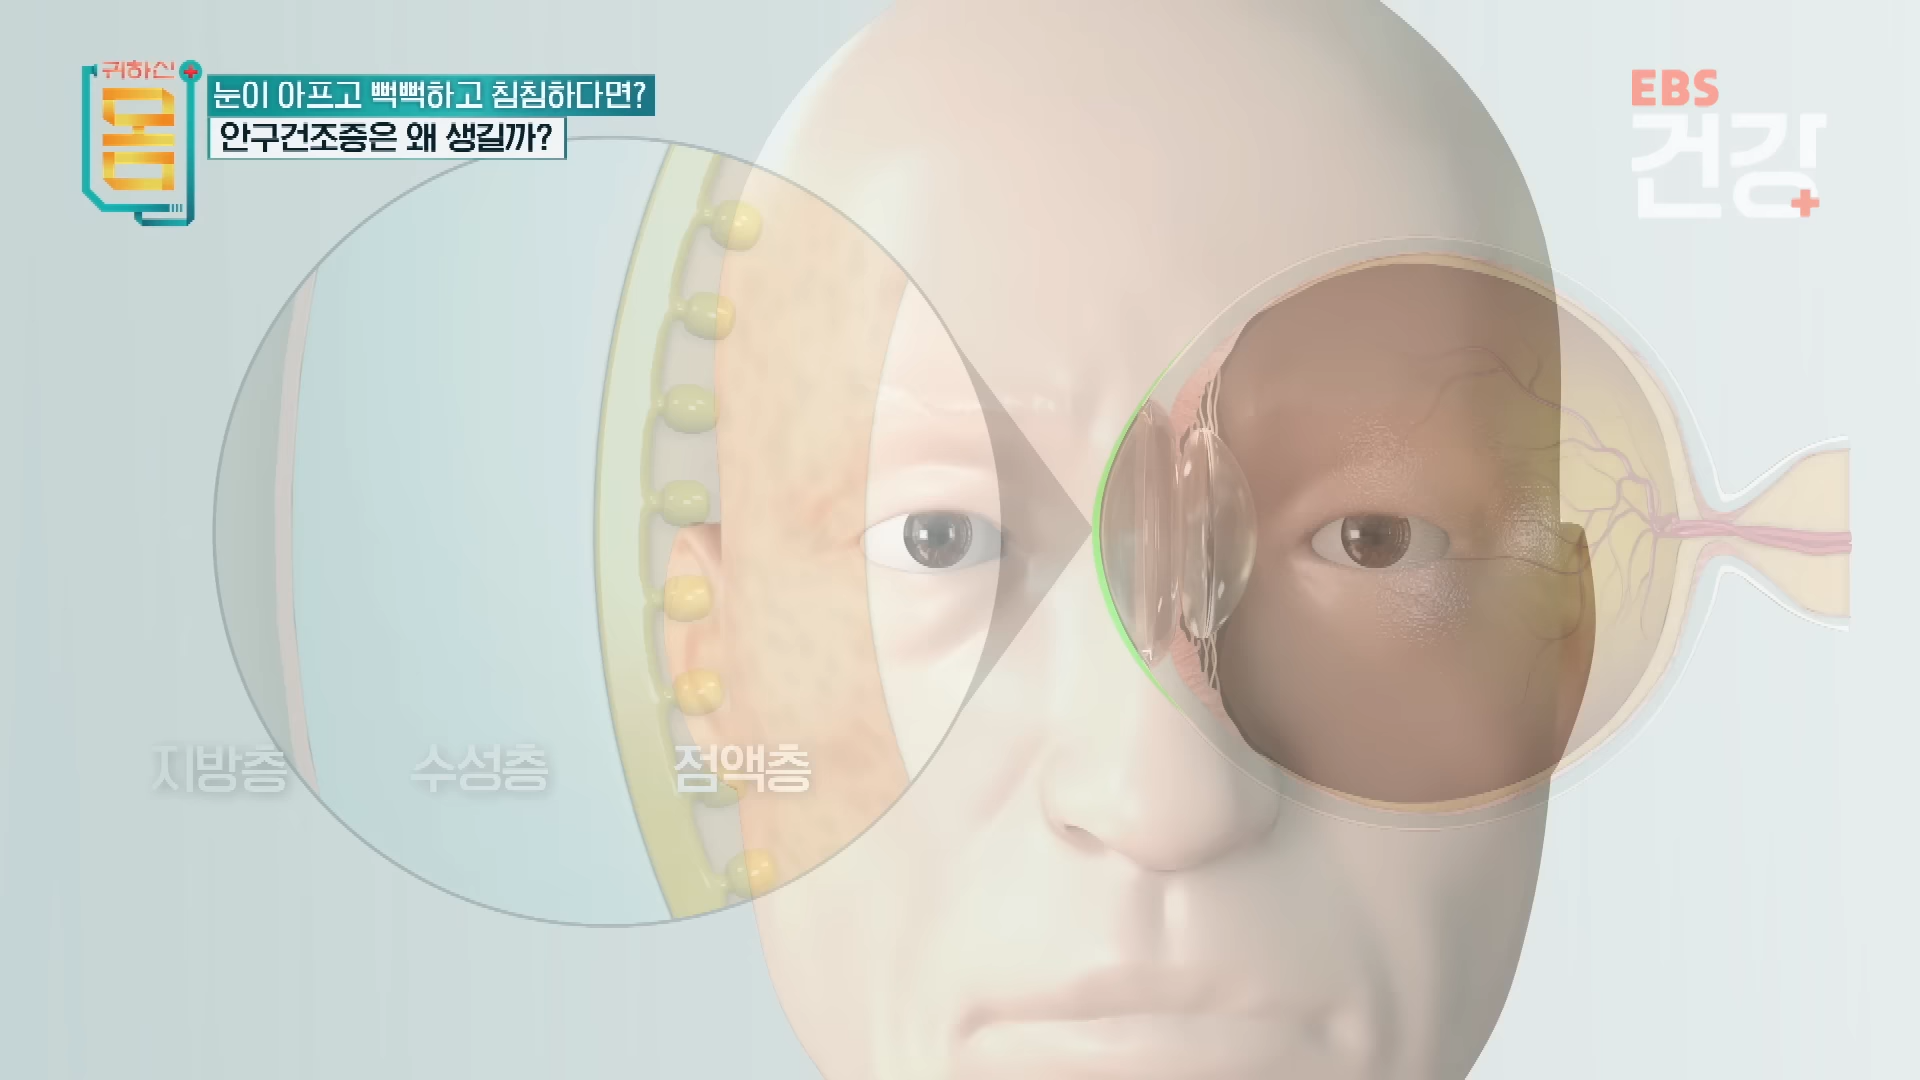 귀하신
몸
눈이 아프고 뻑뻑하고 침침하다면?
안구건조증은 왜 생길까?
EBS
건강
지방층 수성층 점액층